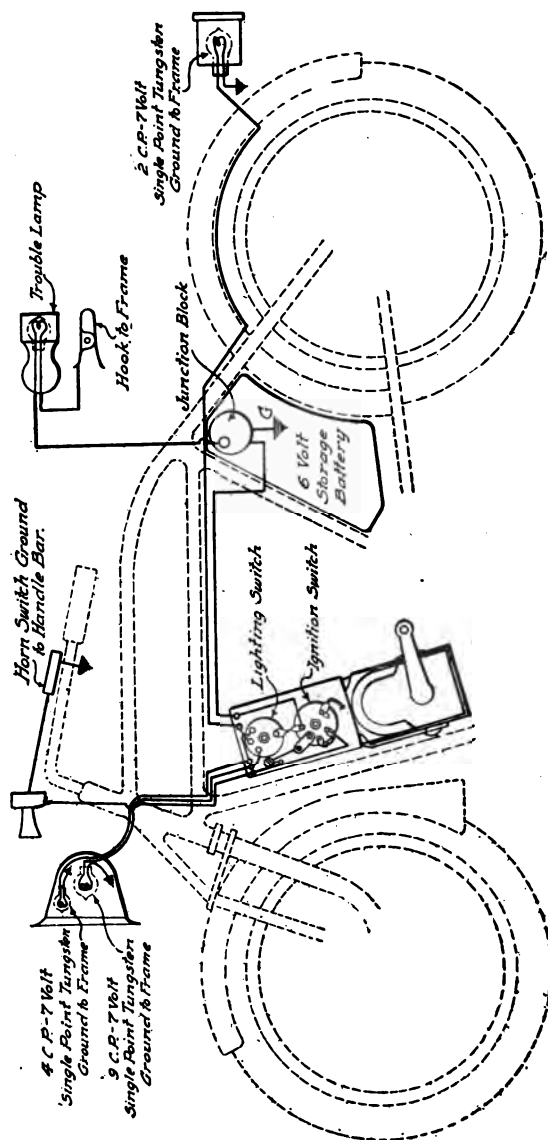 4 C.P.-7 Volt
Single Point Tungsten
Ground to Frame
9 C.P.-7 Volt
Single Point Tungsten
Ground to Frame
Horn Switch Ground
to Handle Bar.
Lighting Switch
Ignition Switch
Trouble Lamp
Hook to Frame
Junction Block
G
6 Volt
Storage
Battery
2 C.P.-7 Volt
Single Point Tungsten
Ground to Frame